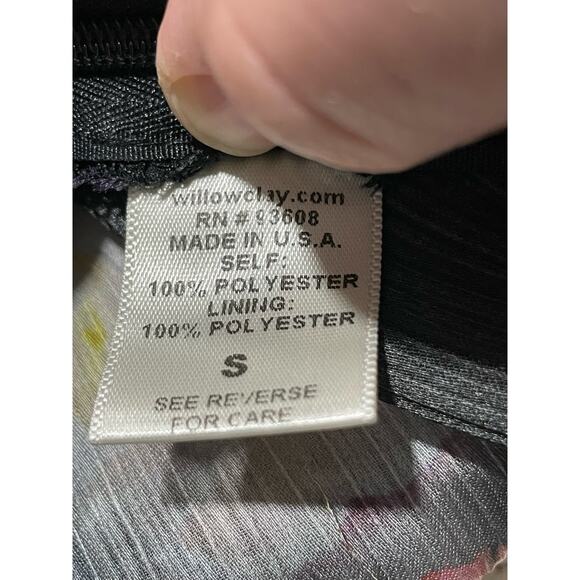 willowclay.com
RN # 93608
MADE IN U.S.A.
SELF:
100% POLYESTER
LINING:
100% POLYESTER
S
SEE REVERSE
FOR CARE